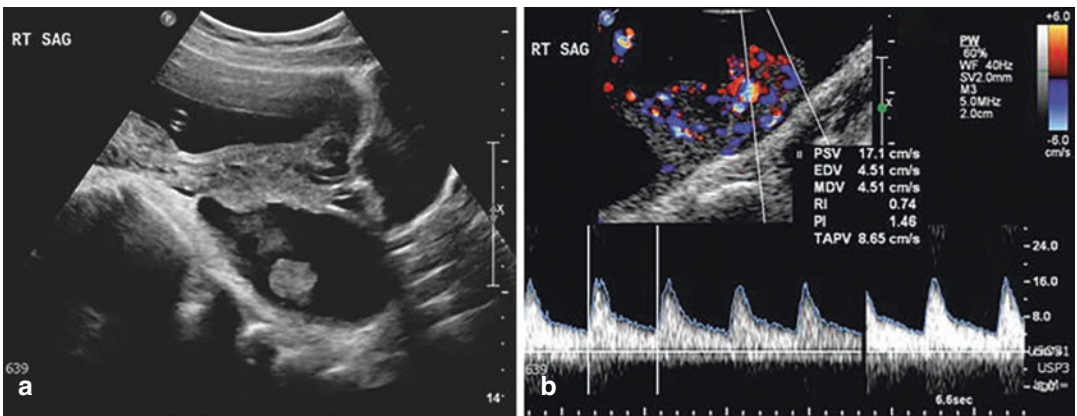 RT SAG
639
a
14
RT SAG
PW
60%
WF 40Hz
SV2.0mm
M3
5.0MHz
2.0cm
+6.0
-6.0
cm/s
x
x
PSV 17.1 cm/s
EDV 4.51 cm/s
MDV 4.51 cm/s
RI 0.74
PI 1.46
TAPV 8.65 cm/s
24.0
16.0
8.0
USP3
639
b
6.6sec